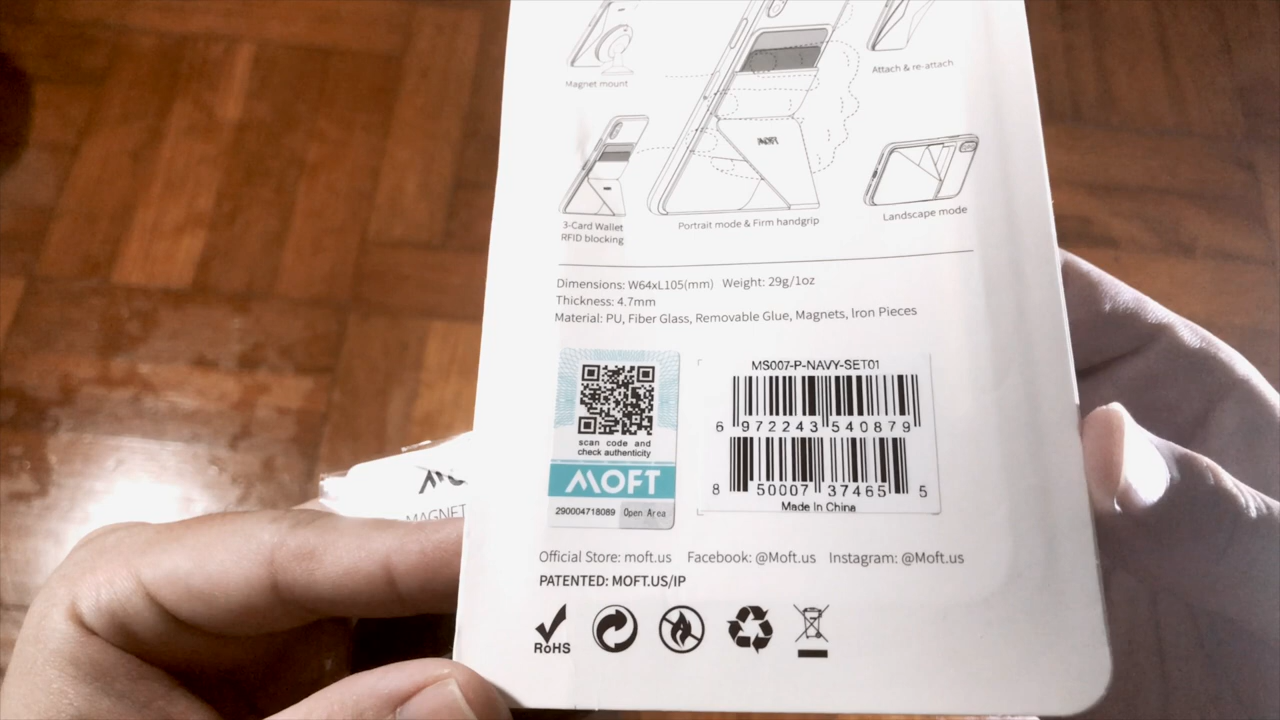 Magnet mount
Attach & re-attach
MOFT
3-Card Wallet
RFID blocking
Portrait mode & Firm handgrip
Landscape mode
Dimensions: W64xL105(mm) Weight: 29g/1oz
Thickness: 4.7mm
Material: PU, Fiber Glass, Removable Glue, Magnets, Iron Pieces
scan code and
check authenticity
MOFT
290004718089 Open Area
MS007-P-NAVY-SET01
6 972243 540879
8 50007 37465 5
Made In China
MAGNET
Official Store: moft.us Facebook: @Moft.us Instagram: @Moft.us
PATENTED: MOFT.US/IP
RoHS